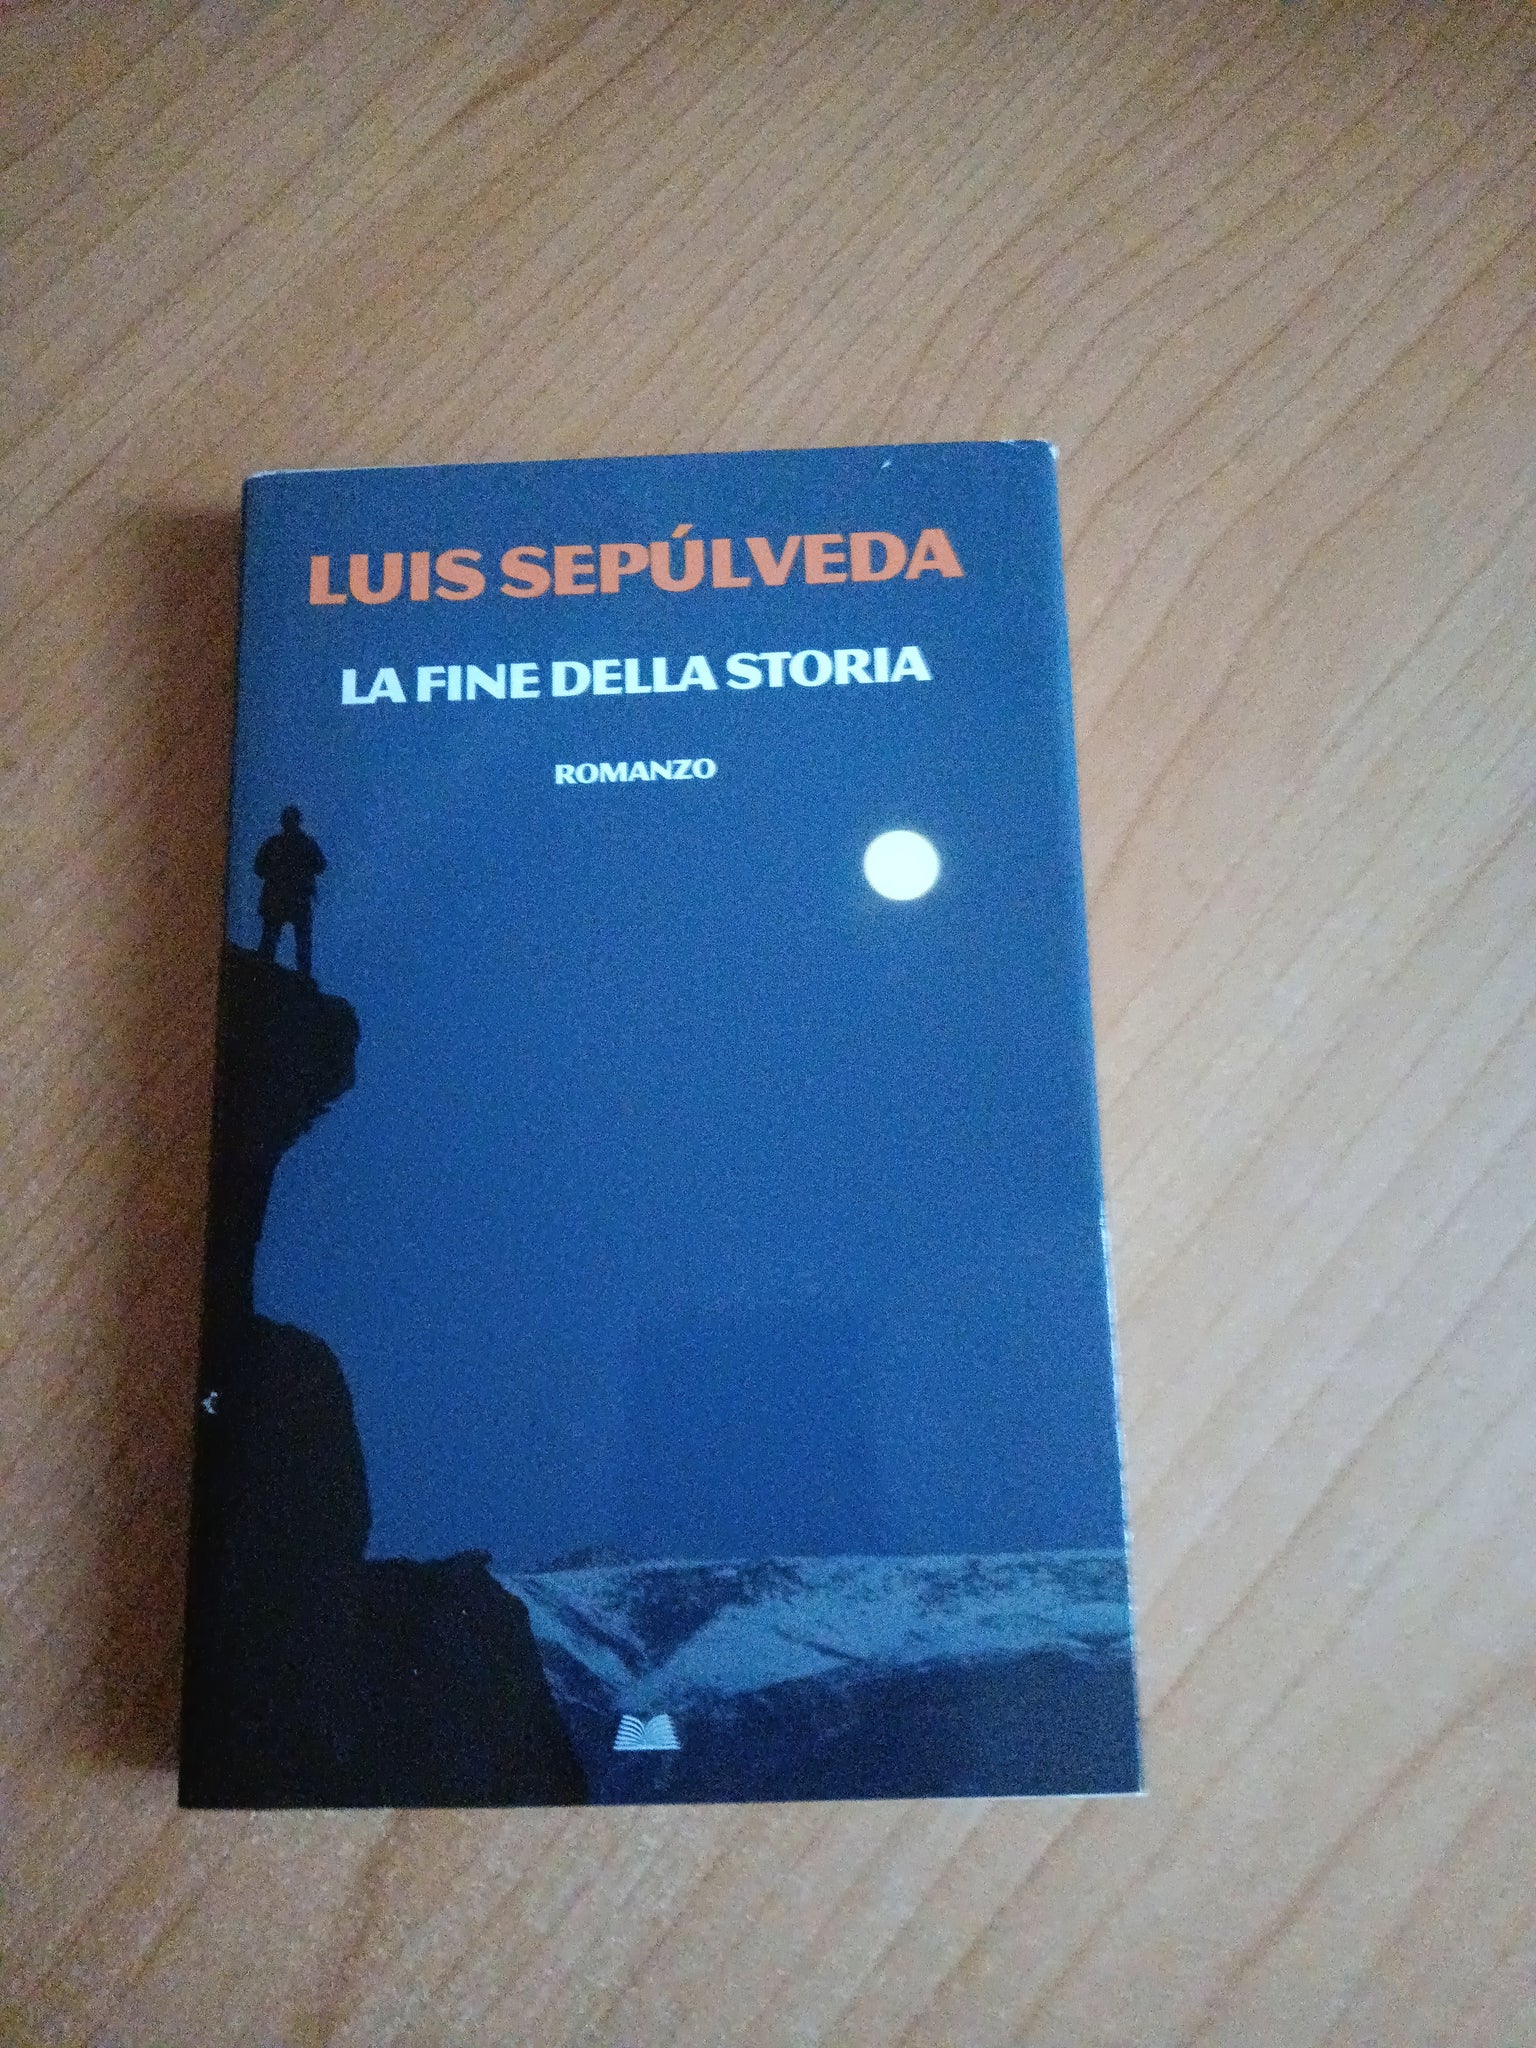 LUIS SEPÚLVEDA
LA FINE DELLA STORIA
ROMANZO